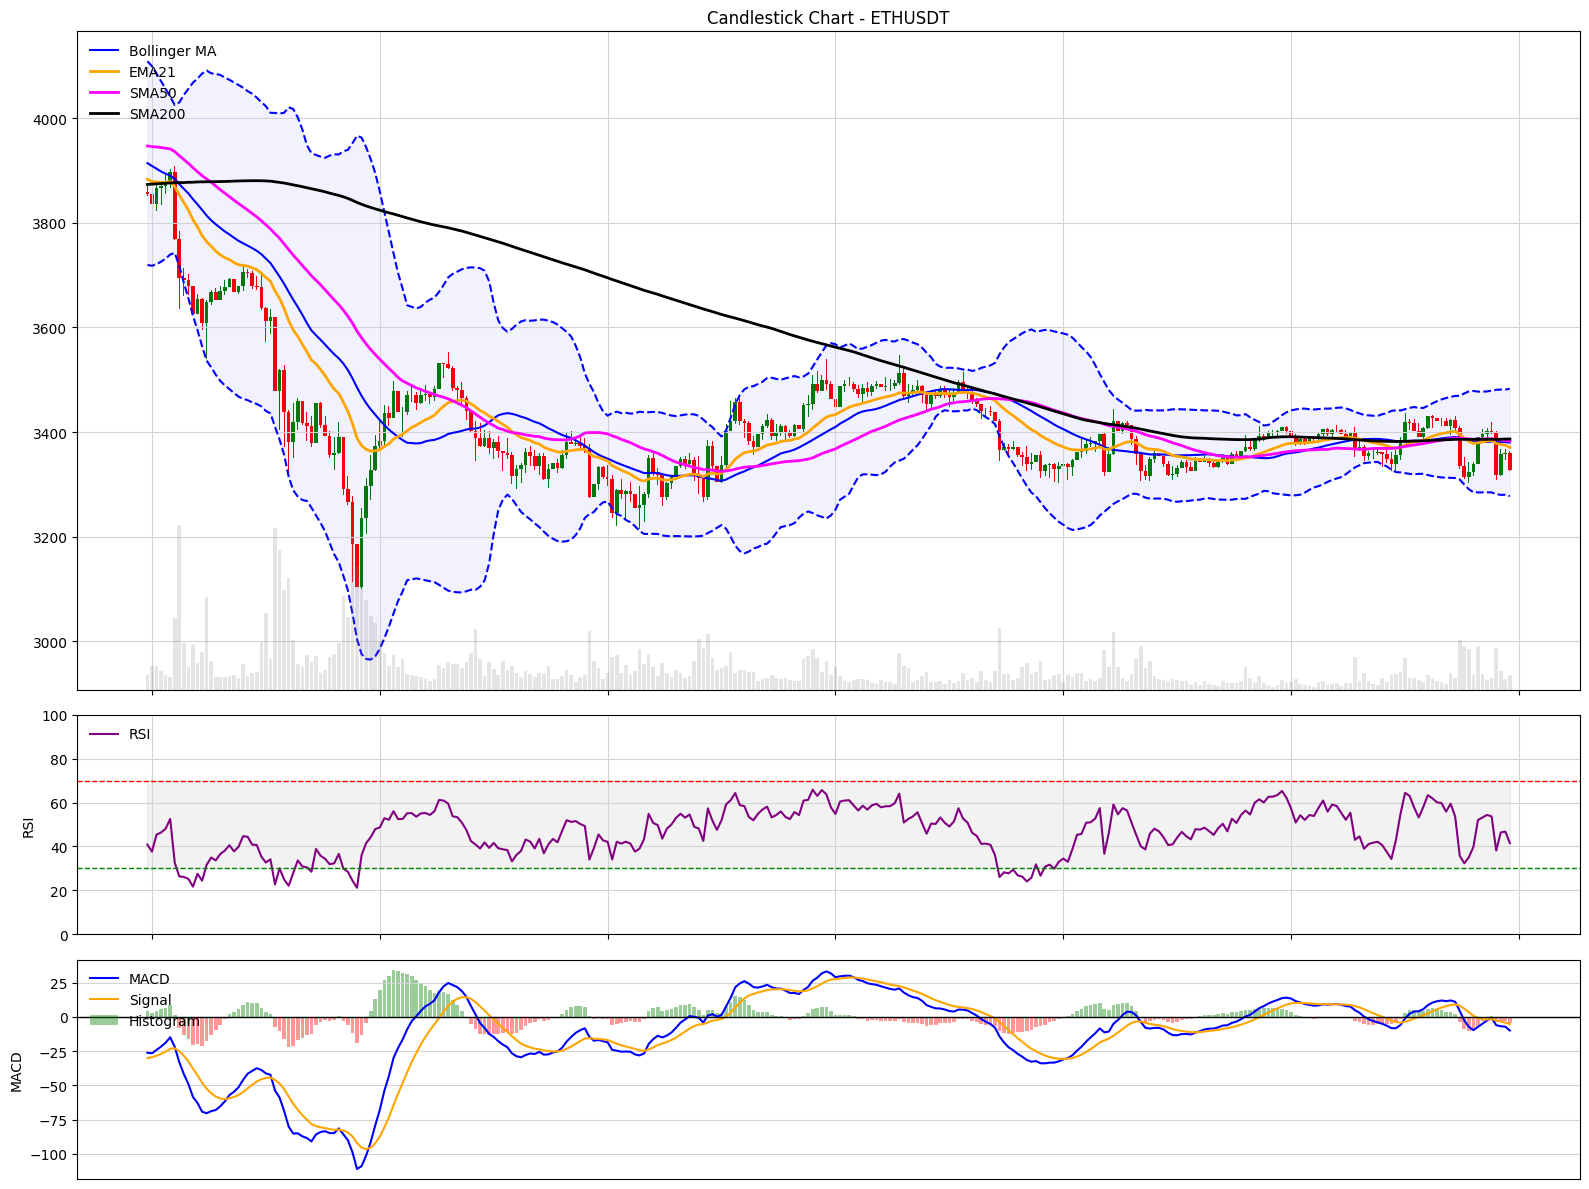 Candlestick Chart - ETHUSDT
Bollinger MA
EMA21
SMA50
SMA200
4000
3800
3600
3400
3200
3000
RSI
100
80
60
40
20
0
RSI
MACD
Signal
Histogram
25
0
−25
−50
−75
−100
MACD